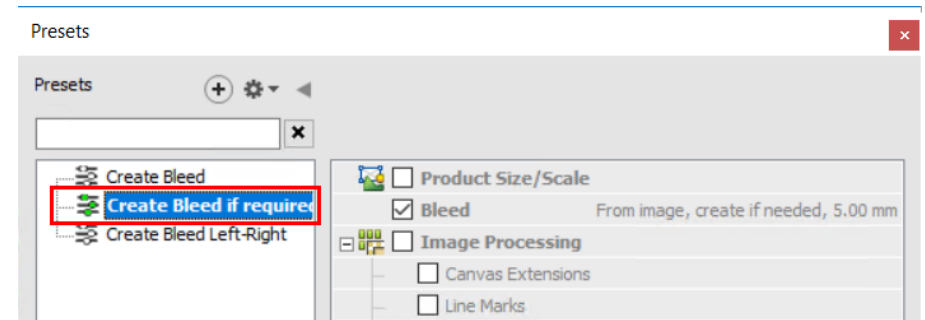 Presets
Presets
Create Bleed
Create Bleed if required
Create Bleed Left-Right
Product Size/Scale
Bleed From image, create if needed, 5.00 mm
Image Processing
Canvas Extensions
Line Marks